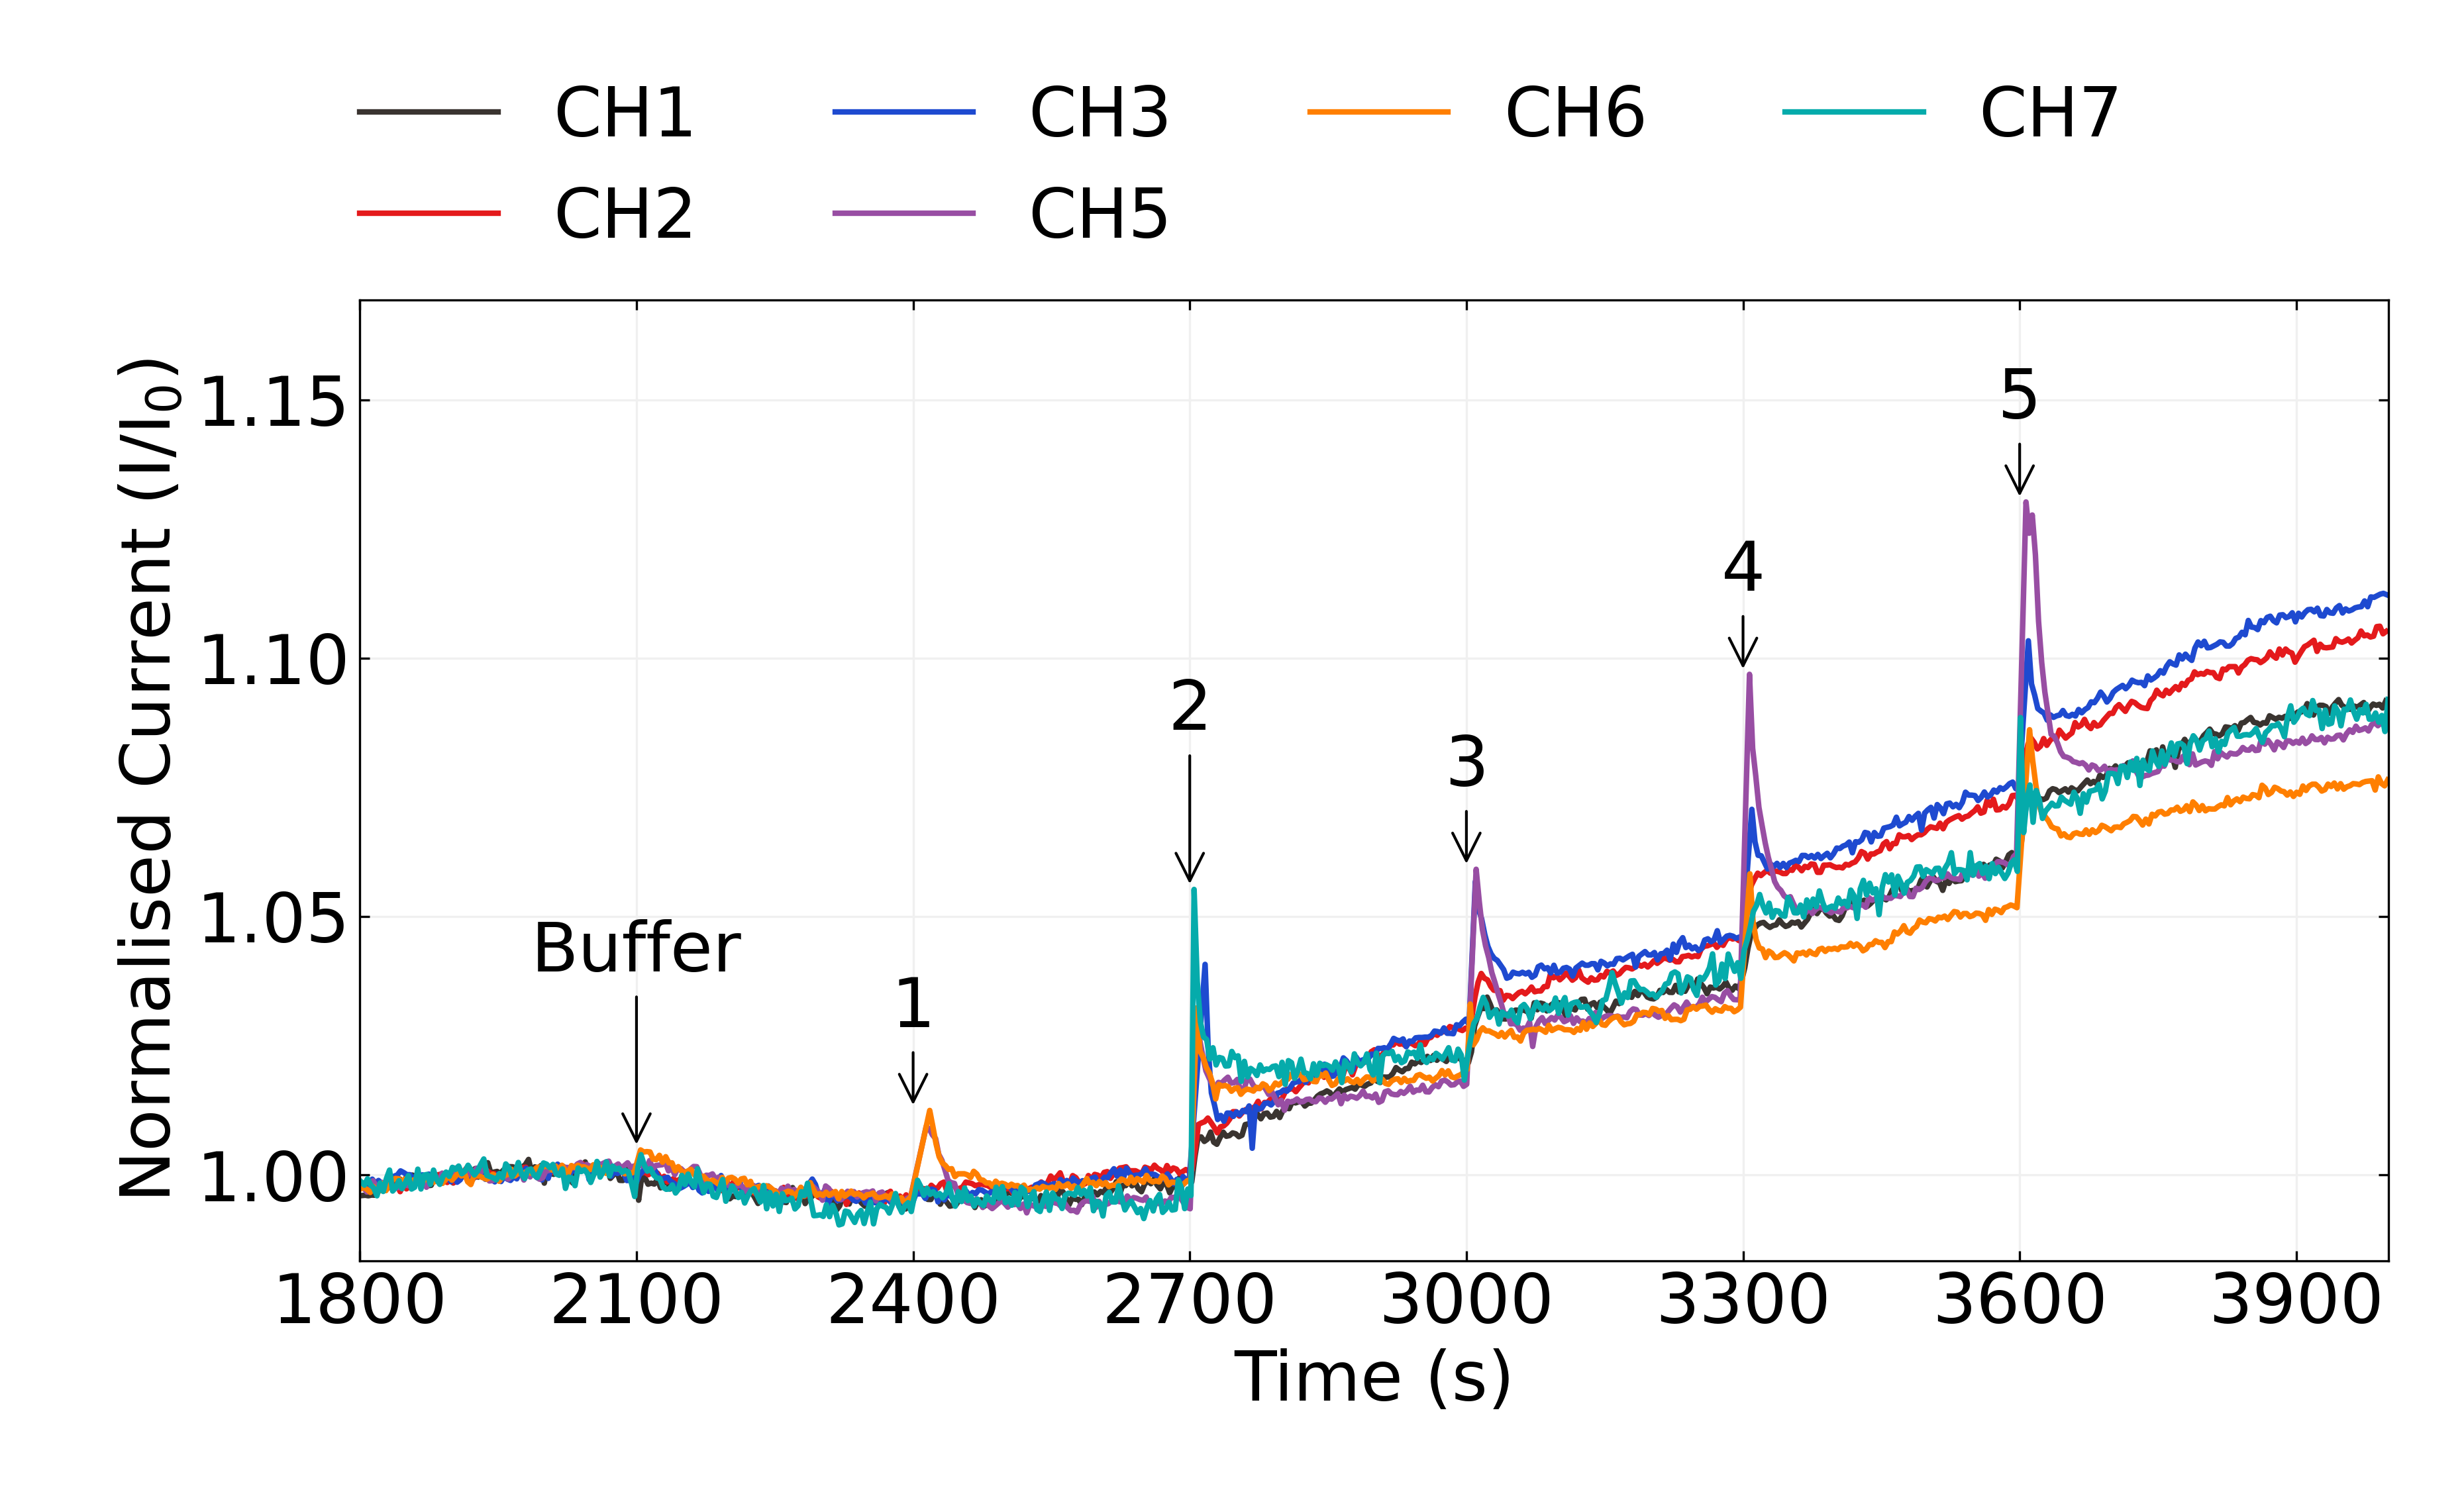 CH1 CH3 CH6 CH7
CH2 CH5
Normalised Current (I/I₀)
1.15
1.10
1.05
1.00
5
4
2
3
Buffer
1
1800 2100 2400 2700 3000 3300 3600 3900
Time (s)